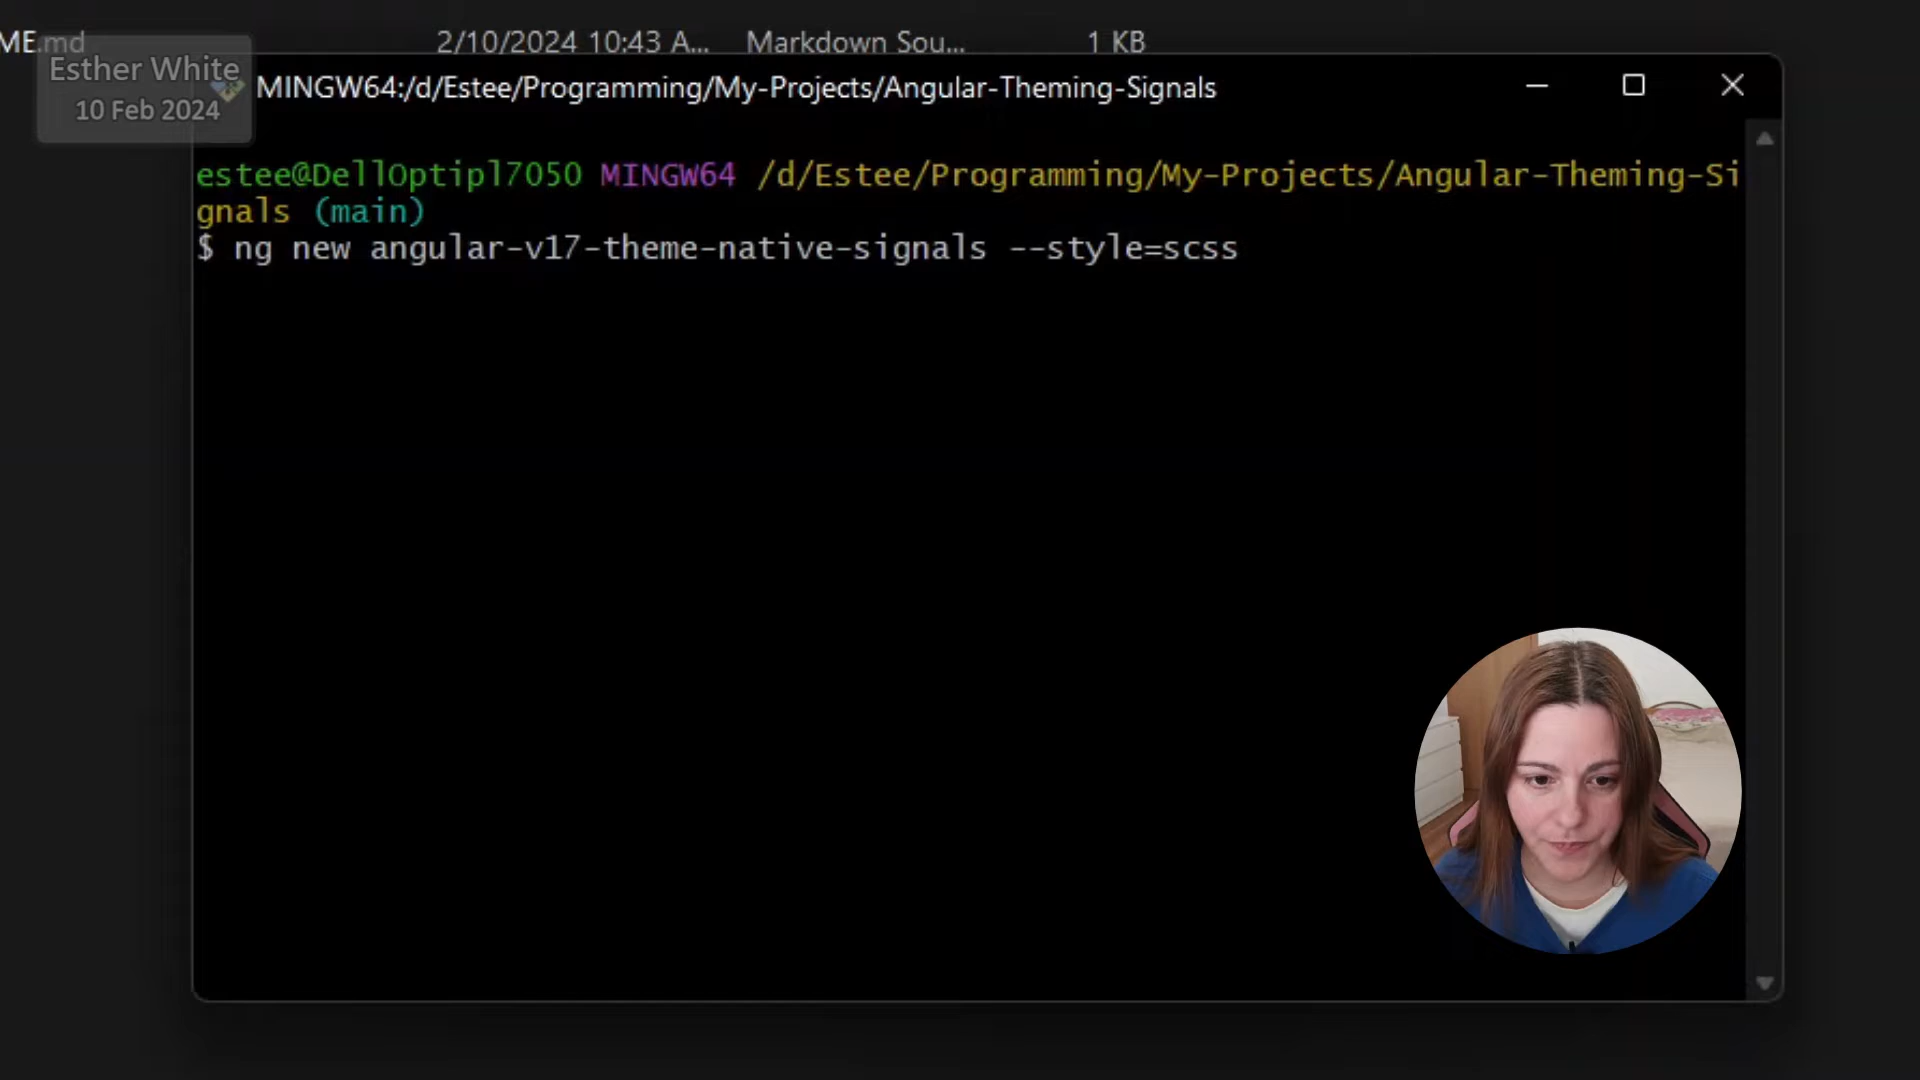 ME.md 2/10/2024 10:43 A... Markdown Sou... 1 KB
Esther White
10 Feb 2024
MINGW64:/d/Estee/Programming/My-Projects/Angular-Theming-Signals
estee@DellOptipl7050 MINGW64 /d/Estee/Programming/My-Projects/Angular-Theming-Si
gnals (main)
$ ng new angular-v17-theme-native-signals --style=scss